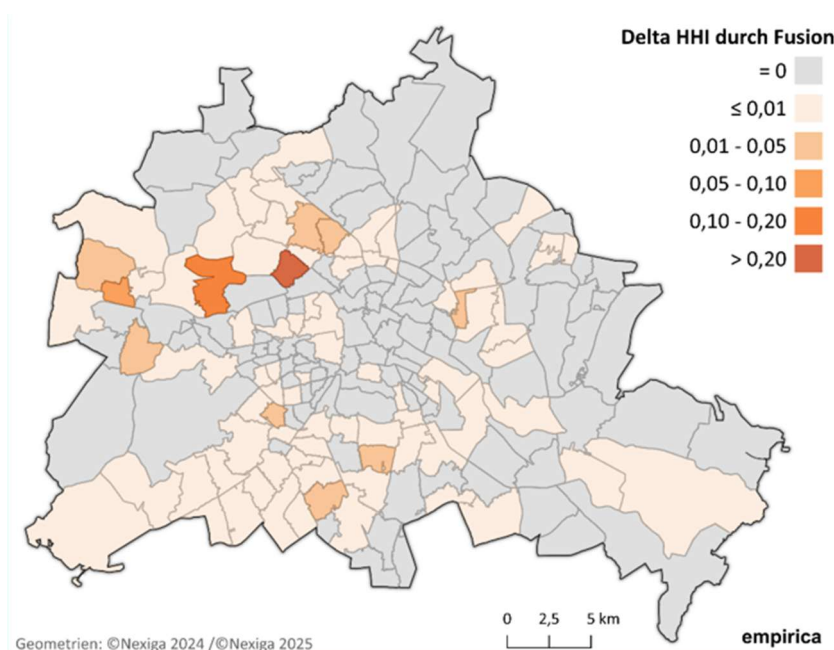 Delta HHI durch Fusion
= 0
≤ 0,01
0,01 - 0,05
0,05 - 0,10
0,10 - 0,20
> 0,20
0 2,5 5 km
Geometrien: ©Nexiga 2024 /©Nexiga 2025
empirica